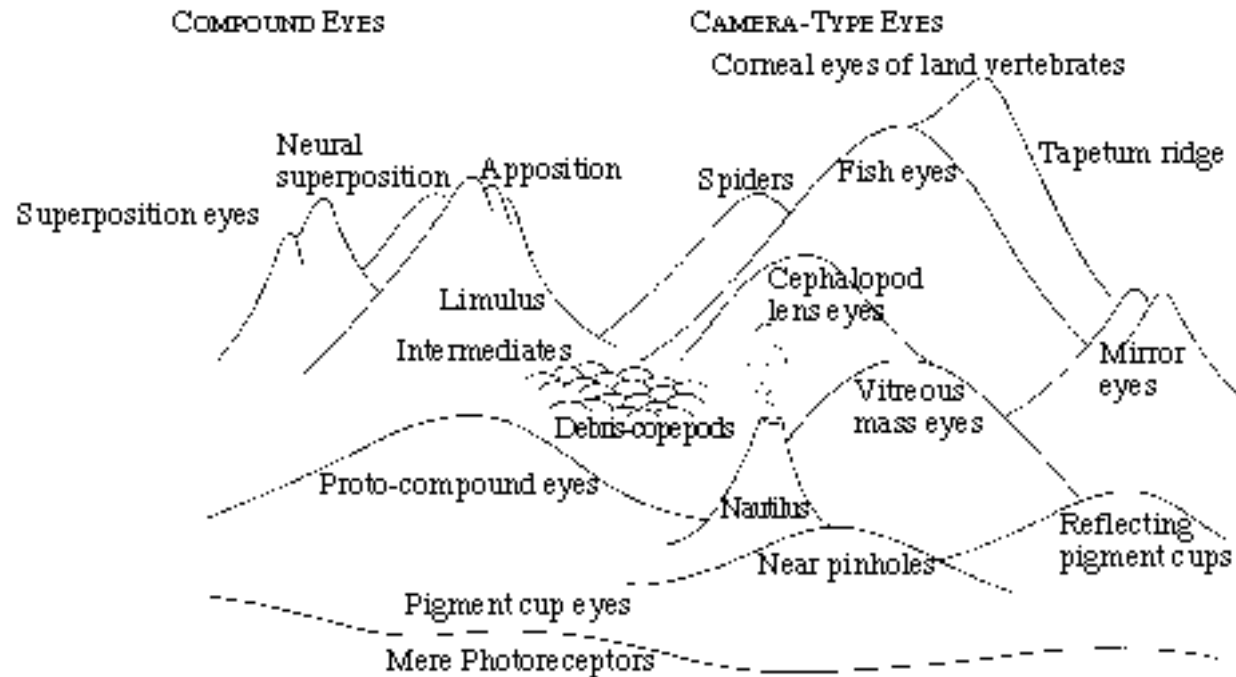 COMPOUND EYES
CAMERA-TYPE EYES
Corneal eyes of land vertebrates
Neural
superposition
Apposition
Superposition eyes
Spiders
Fish eyes
Tapetum ridge
Limulus
Cephalopod
lens eyes
Intermediates
Mirror
eyes
Debris-copepods
Vitreous
mass eyes
Proto-compound eyes
Nautilus
Reflecting
pigment cups
Near pinholes
Pigment cup eyes
Mere Photoreceptors